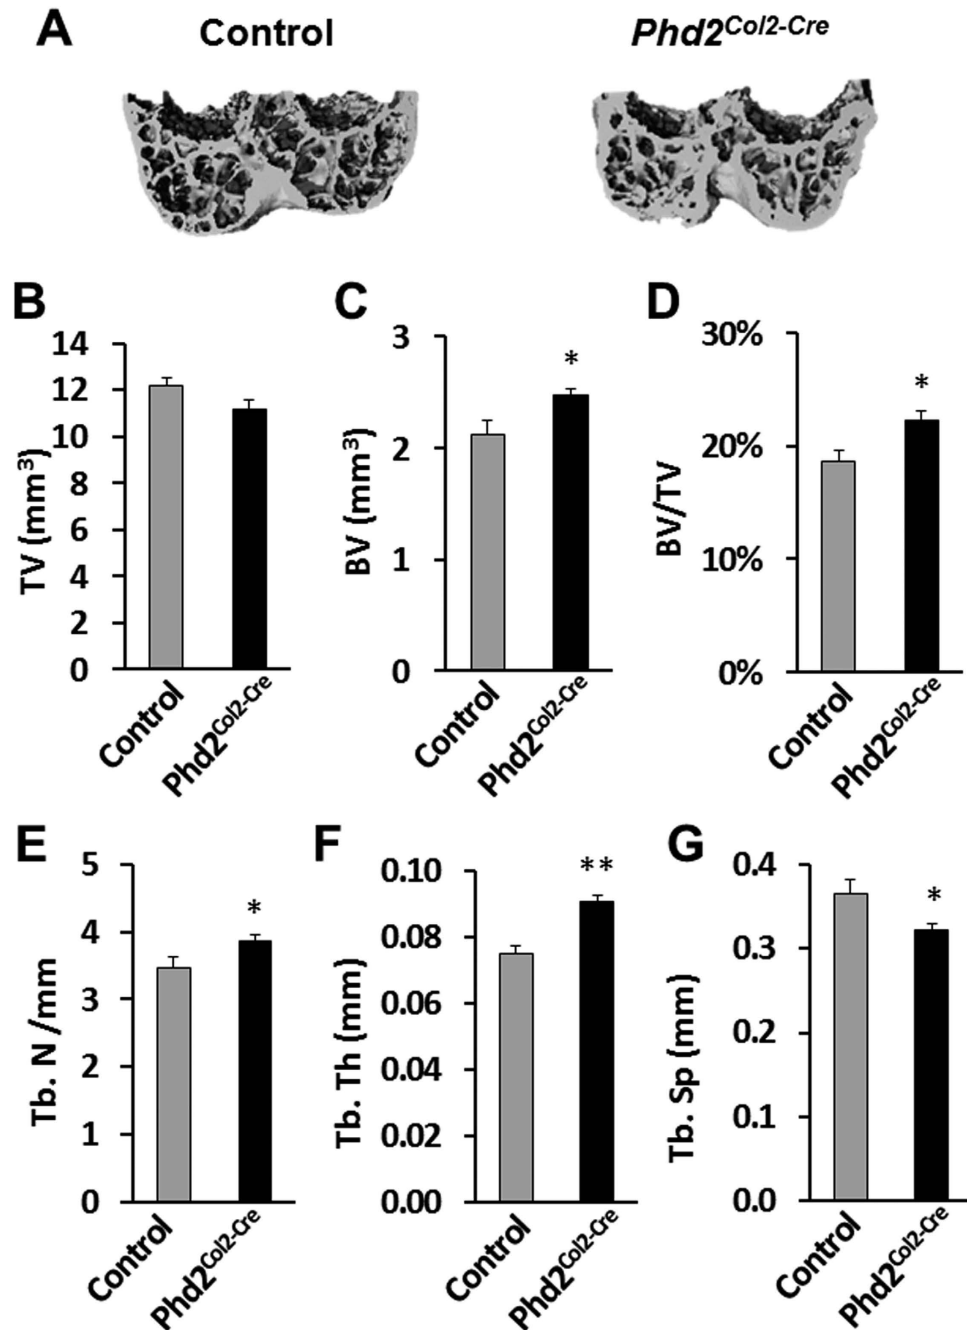 A Control Phd2Col2-Cre
B C D
14
12
10
8
6
4
2
0
TV (mm3)
Control
Phd2Col2-Cre
3
2
1
0
BV (mm3)
*
Control
Phd2Col2-Cre
30%
20%
10%
0%
BV/TV
*
Control
Phd2Col2-Cre
E F G
5
4
3
2
1
0
Tb. N /mm
*
Control
Phd2Col2-Cre
0.10
0.08
0.06
0.04
0.02
0.00
Tb. Th (mm)
**
Control
Phd2Col2-Cre
0.4
0.3
0.2
0.1
0.0
Tb. Sp (mm)
*
Control
Phd2Col2-Cre